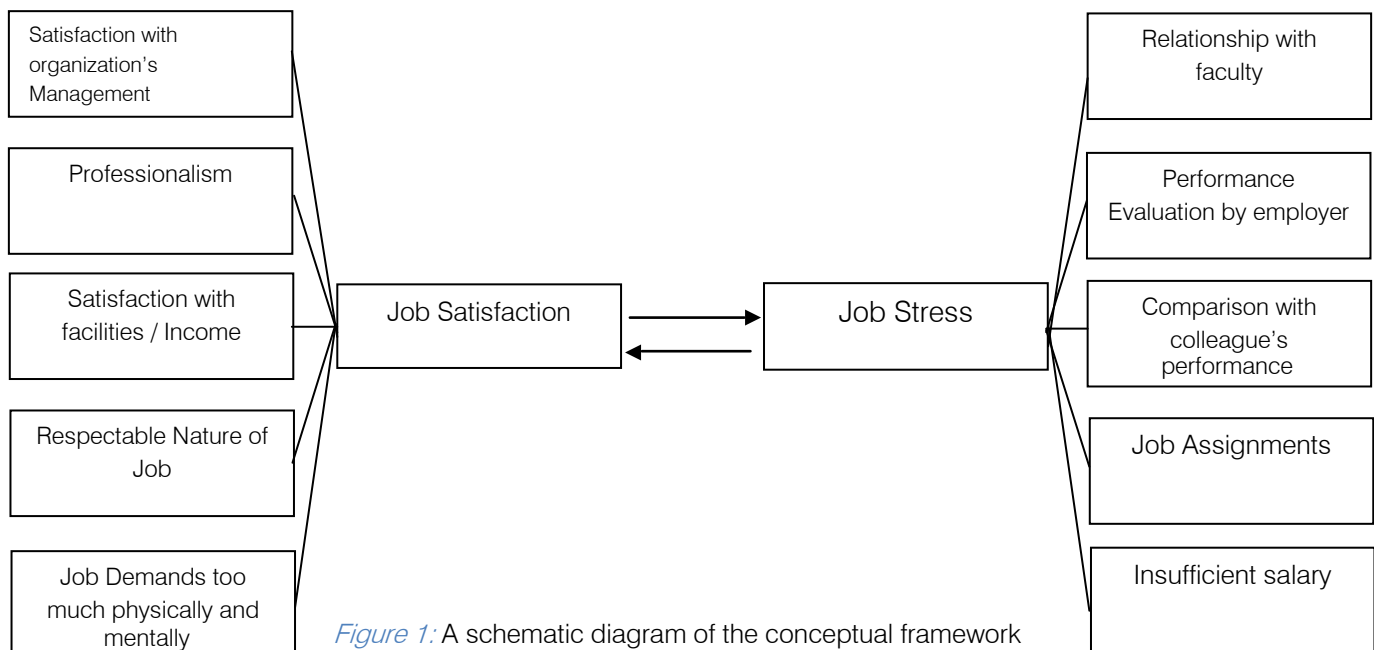 Satisfaction with
organization’s
Management
Professionalism
Satisfaction with
facilities / Income
Respectable Nature of
Job
Job Demands too
much physically and
mentally
Job Satisfaction
Job Stress
Relationship with
faculty
Performance
Evaluation by employer
Comparison with
colleague’s
performance
Job Assignments
Insufficient salary
Figure 1: A schematic diagram of the conceptual framework